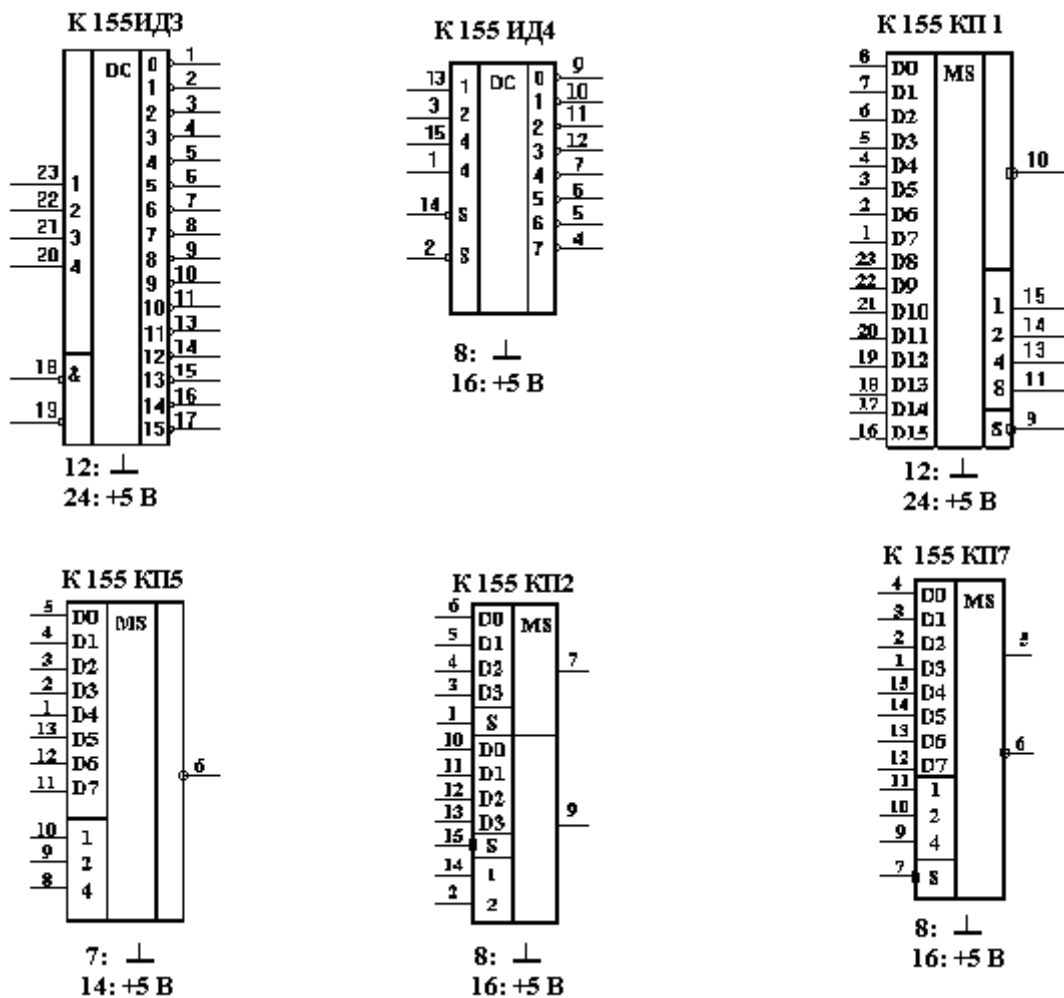 К 155ИД3
DC
23 1
22 2
21 3
20 4
18 &
19
0 1
1 2
2 3
3 4
4 5
5 6
6 7
7 8
8 9
9 10
10 11
11 13
12 14
13 15
14 16
15 17
12: ⊥
24: +5 В
К 155 ИД4
DC
13 1
3 2
15 4
1 4
14 S
2 S
0 9
1 10
2 11
3 12
4 7
5 6
6 5
7 4
8: ⊥
16: +5 В
К 155 КП 1
MS
8 D0
7 D1
6 D2
5 D3
4 D4
3 D5
2 D6
1 D7
23 D8
22 D9
21 D10
20 D11
19 D12
18 D13
17 D14
16 D15
10
1 15
2 14
4 13
8 11
S 9
12: ⊥
24: +5 В
К 155 КП5
MS
5 D0
4 D1
3 D2
2 D3
1 D4
13 D5
12 D6
11 D7
10 1
9 2
8 4
6
7: ⊥
14: +5 В
К 155 КП2
MS
6 D0
5 D1
4 D2
3 D3
1 S
10 D0
11 D1
12 D2
13 D3
15 S
14 1
2 2
7
9
8: ⊥
16: +5 В
К 155 КП7
MS
4 D0
3 D1
2 D2
1 D3
15 D4
14 D5
13 D6
12 D7
11 1
10 2
9 4
7 S
5
6
8: ⊥
16: +5 В